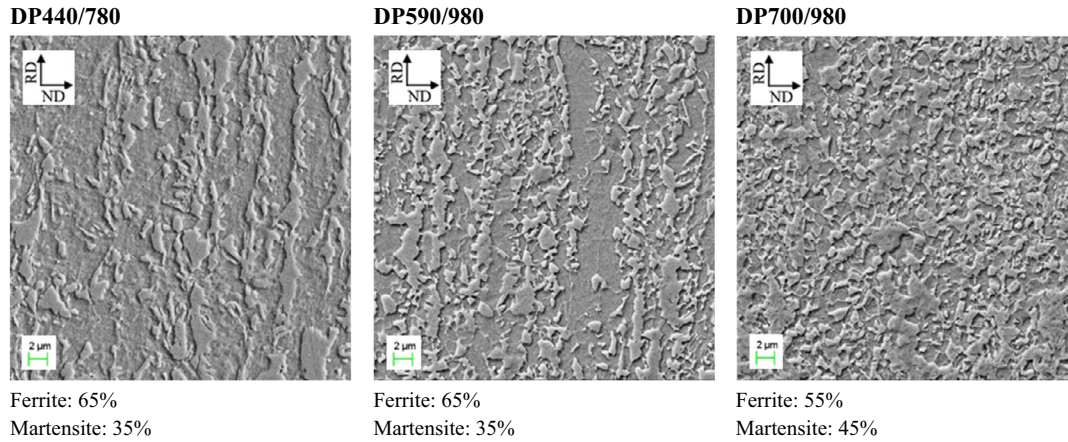 DP440/780
DP590/980
DP700/980
RD
ND
RD
ND
RD
ND
2 µm
2 µm
2 µm
Ferrite: 65%
Martensite: 35%
Ferrite: 65%
Martensite: 35%
Ferrite: 55%
Martensite: 45%